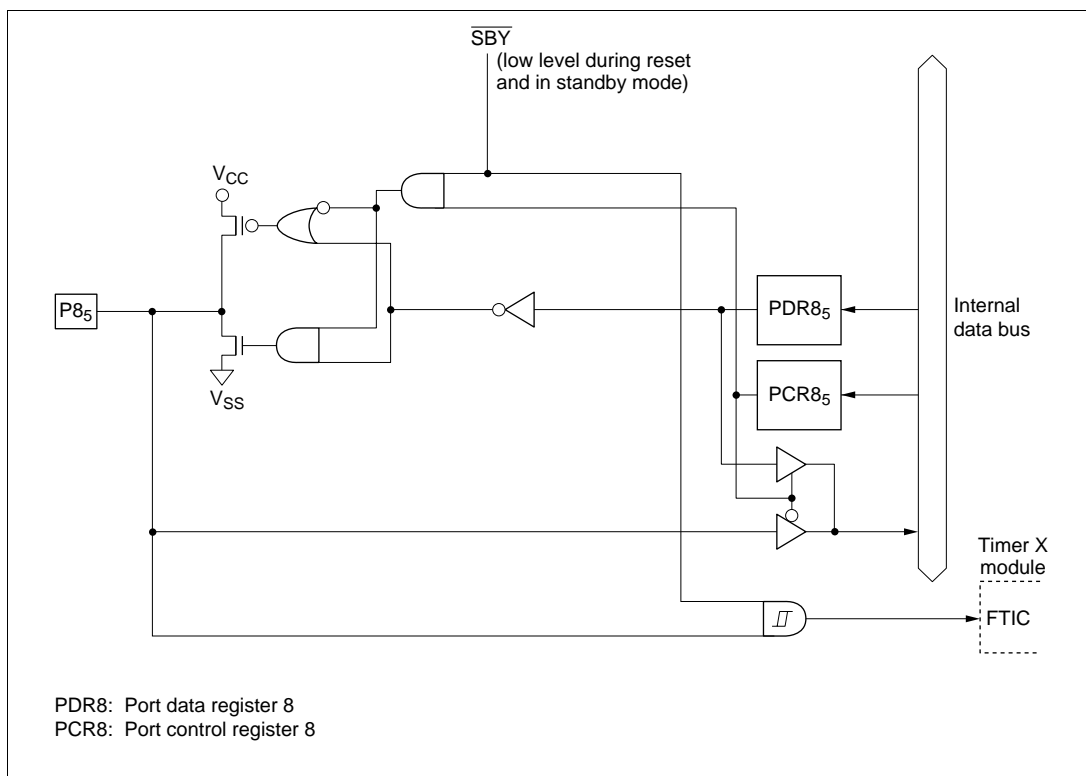 SBY
(low level during reset
and in standby mode)
VCC
P85
VSS
PDR85
PCR85
Internal
data bus
Timer X
module
FTIC
PDR8: Port data register 8
PCR8: Port control register 8